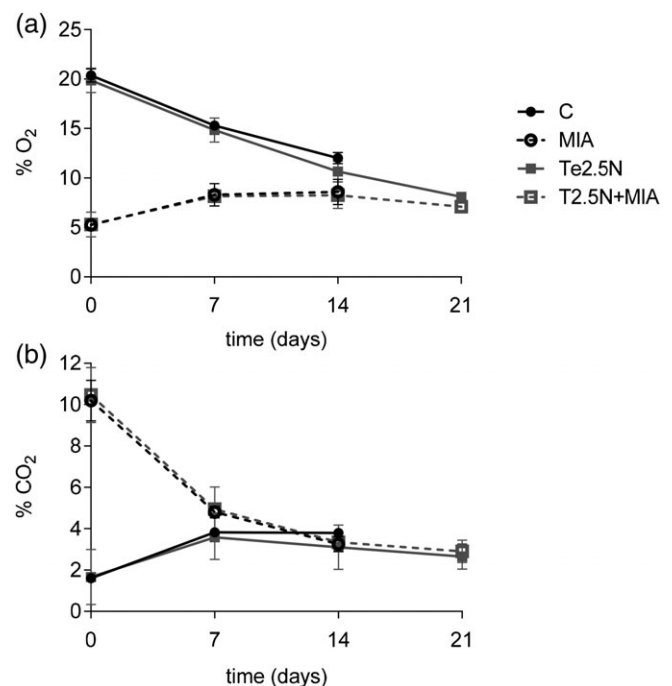 (a)
25
20
15
10
5
0
% O₂
0 7 14 21
time (days)
C
MIA
Te2.5N
T2.5N+MIA
(b)
12
10
8
6
4
2
0
% CO₂
0 7 14 21
time (days)